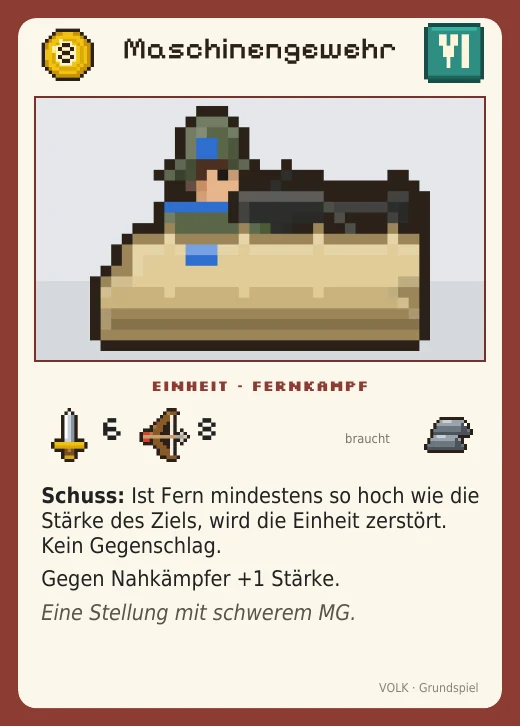 8 Maschinengewehr VI
EINHEIT · FERNKAMPF
6 8 braucht
Schuss: Ist Fern mindestens so hoch wie die
Stärke des Ziels, wird die Einheit zerstört.
Kein Gegenschlag.
Gegen Nahkämpfer +1 Stärke.
Eine Stellung mit schwerem MG.
VOLK · Grundspiel